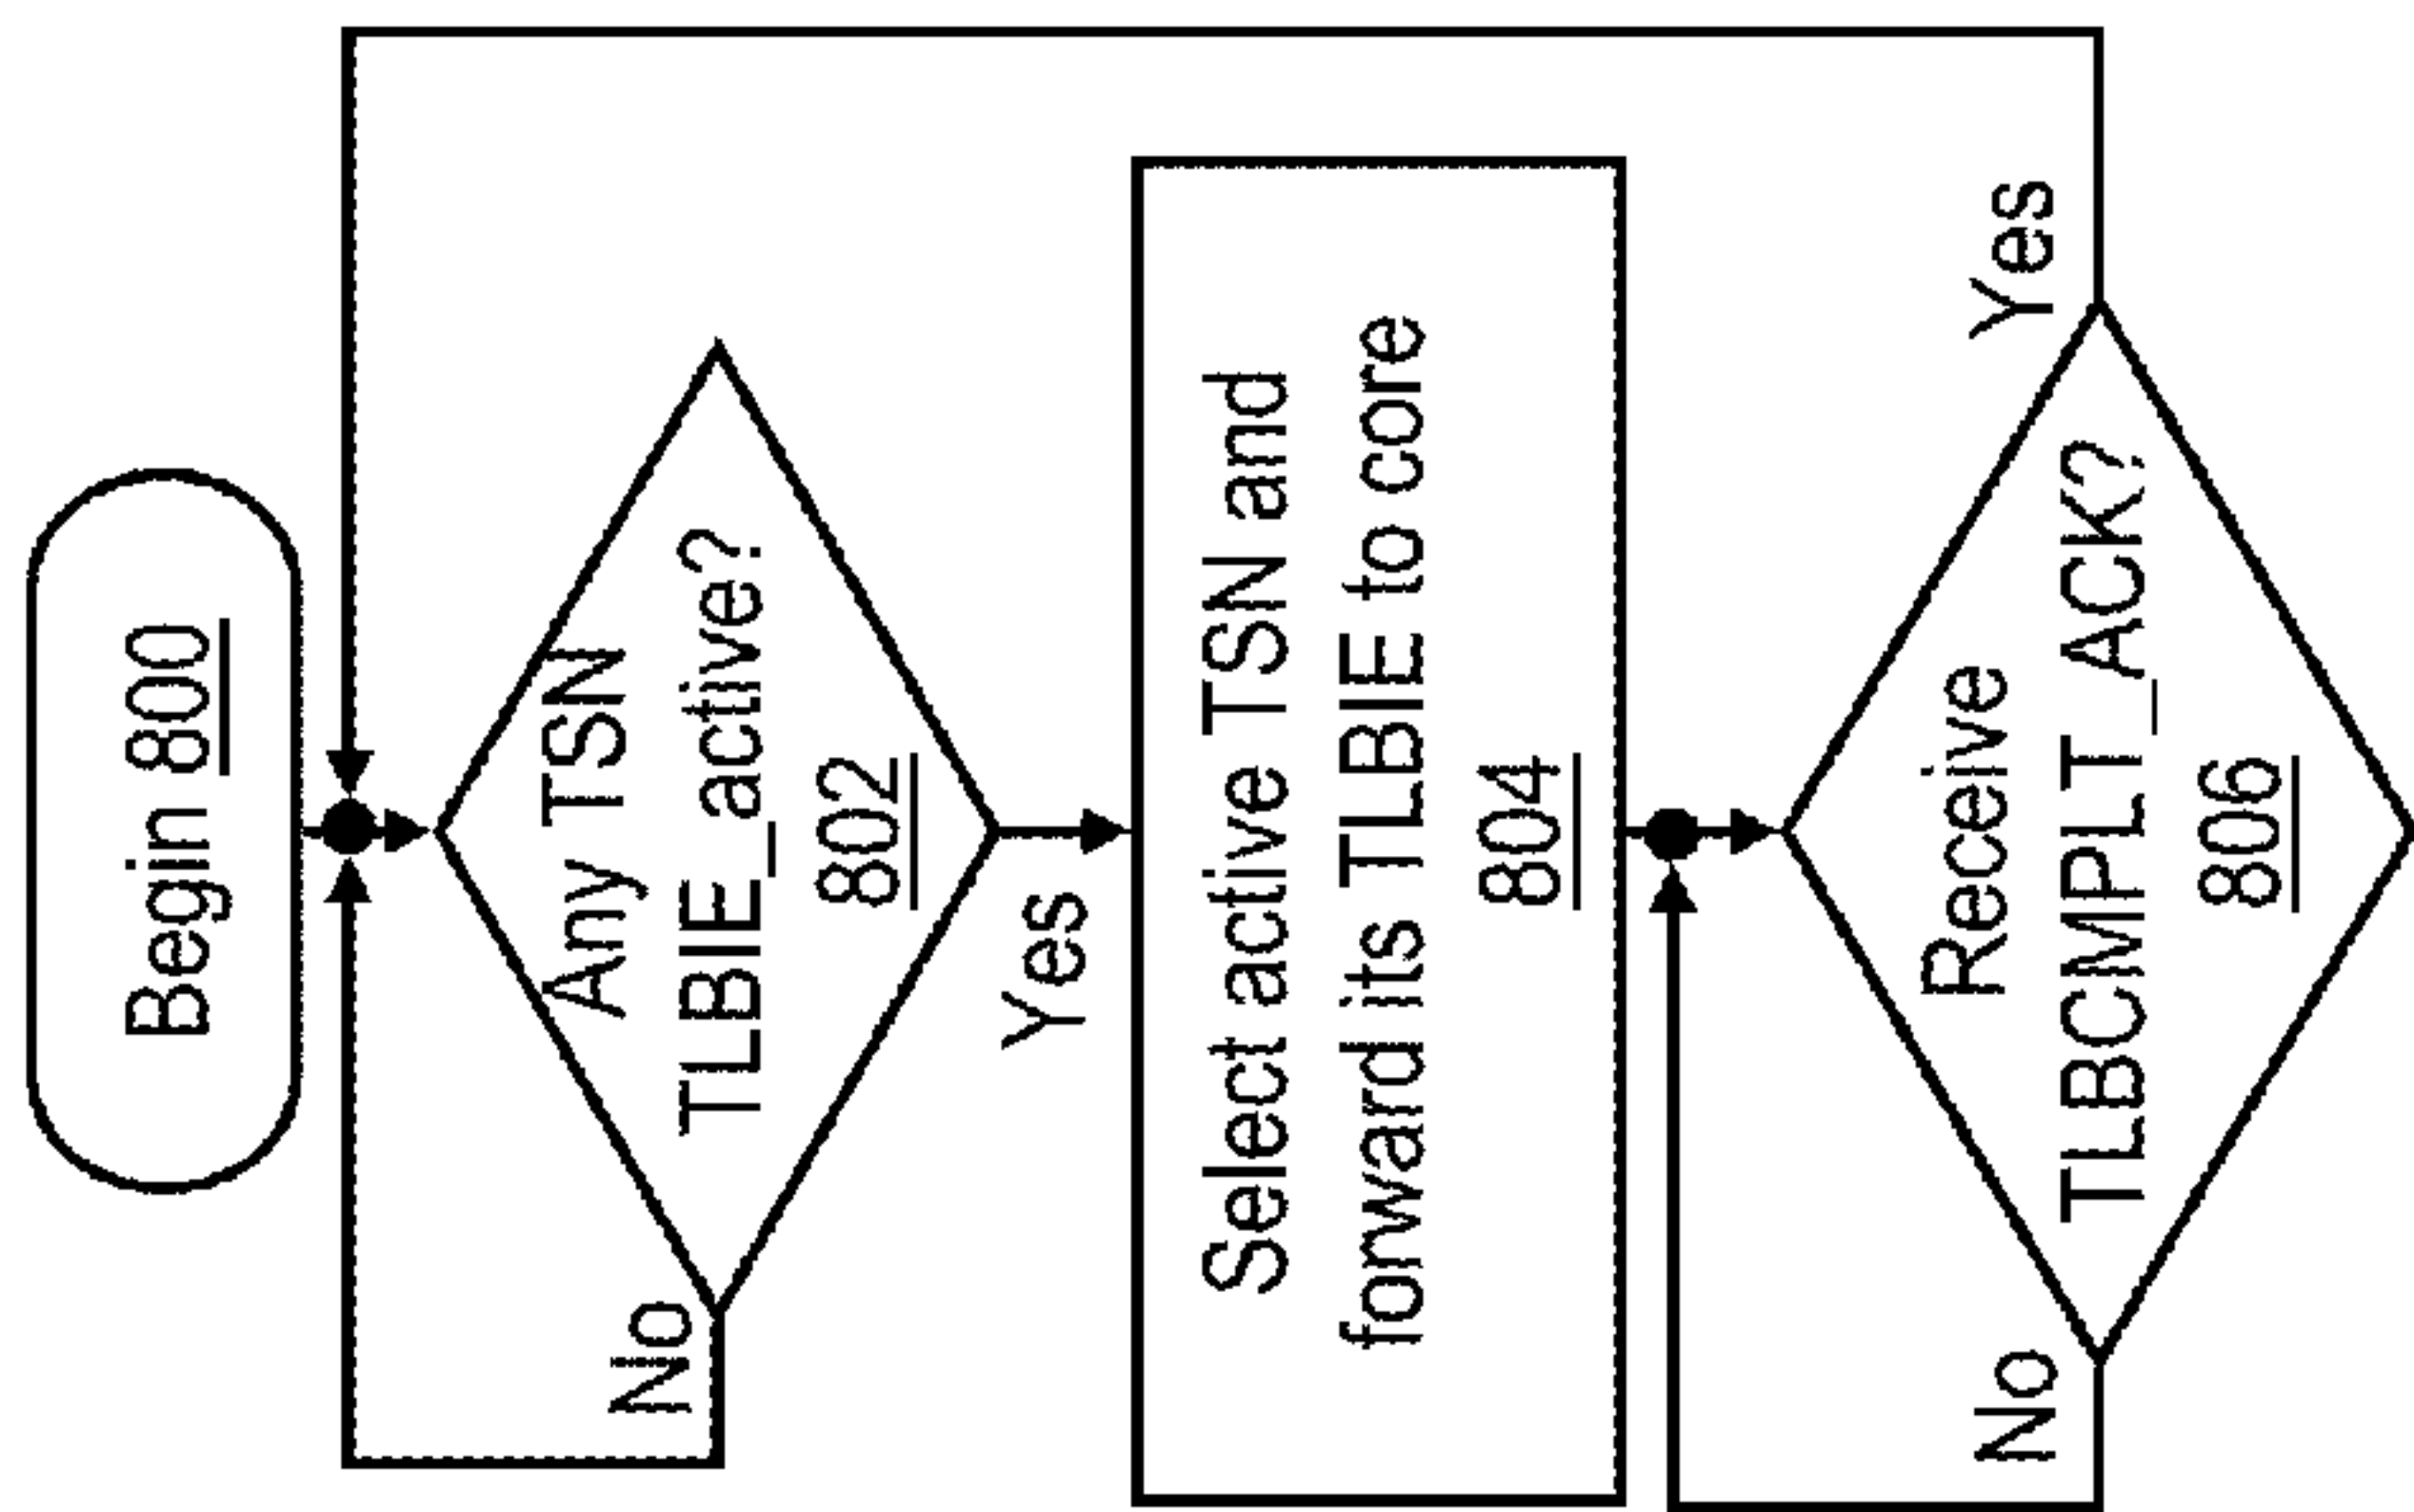 Begin 800
Any TSN
TLBIE_active?
802
No
Yes
Select active TSN and
forward its TLBIE to core
804
Receive
TLBCMPLT_ACK?
806
No
Yes